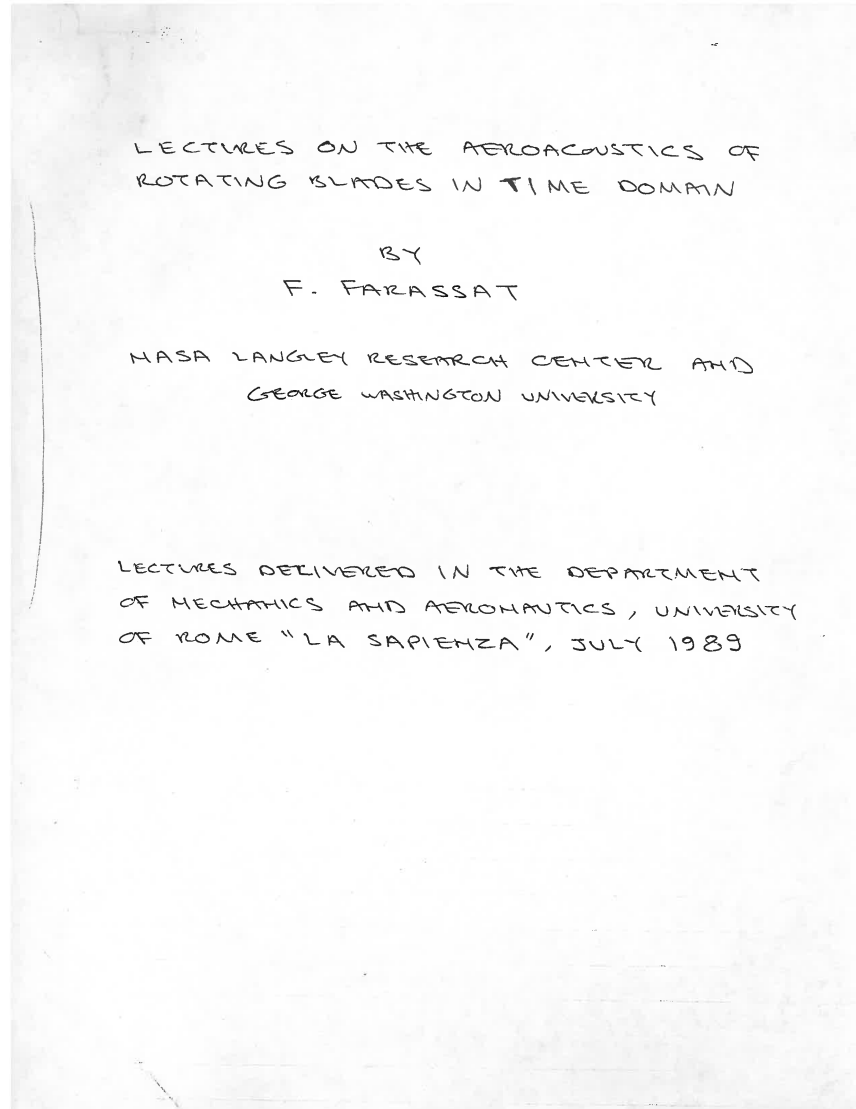 LECTURES ON THE AEROACOUSTICS OF
ROTATING BLADES IN TIME DOMAIN
BY
F. FARASSAT
NASA LANGLEY RESEARCH CENTER AND
GEORGE WASHINGTON UNIVERSITY
LECTURES DELIVERED IN THE DEPARTMENT
OF MECHANICS AND AERONAUTICS, UNIVERSITY
OF ROME "LA SAPIENZA", JULY 1989